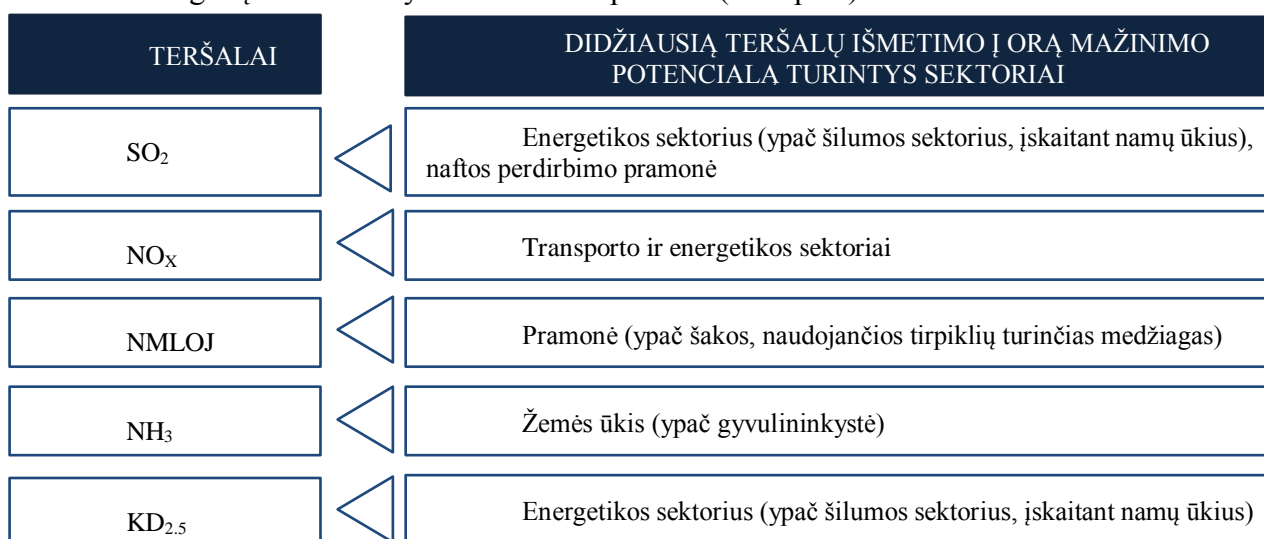 TERŠALAI
DIDŽIAUSIĄ TERŠALŲ IŠMETIMO Į ORĄ MAŽINIMO
POTENCIALĄ TURINTYS SEKTORIAI
SO2
Energetikos sektorius (ypač šilumos sektorius, įskaitant namų ūkius),
naftos perdirbimo pramonė
NOX
Transporto ir energetikos sektoriai
NMLOJ
Pramonė (ypač šakos, naudojančios tirpiklių turinčias medžiagas)
NH3
Žemės ūkis (ypač gyvulininkystė)
KD2.5
Energetikos sektorius (ypač šilumos sektorius, įskaitant namų ūkius)